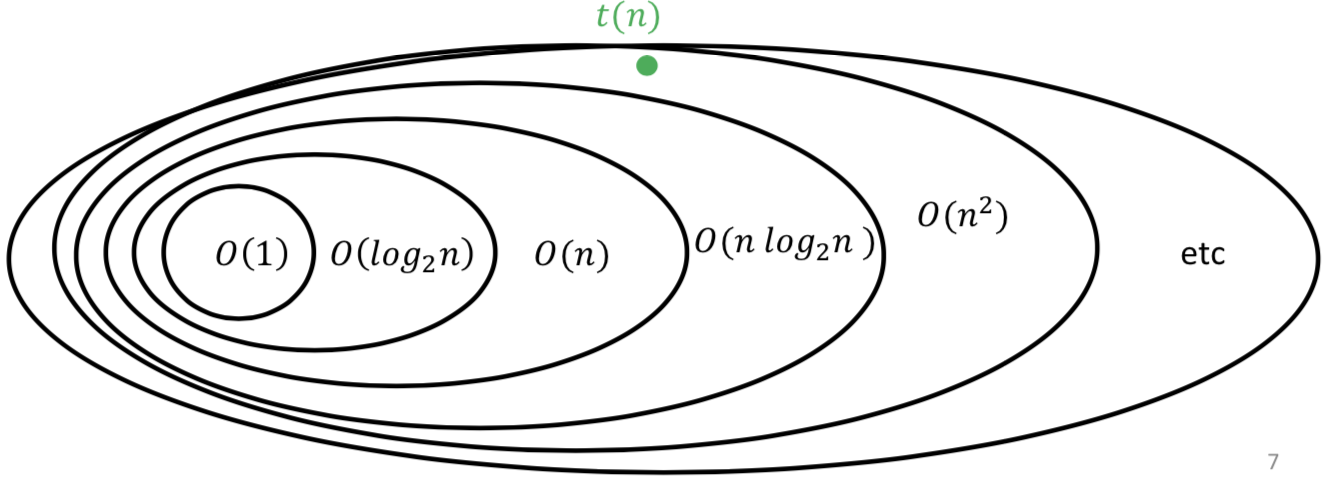 t(n)
O(1)
O(log₂n)
O(n)
O(n log₂n )
O(n²)
etc
7